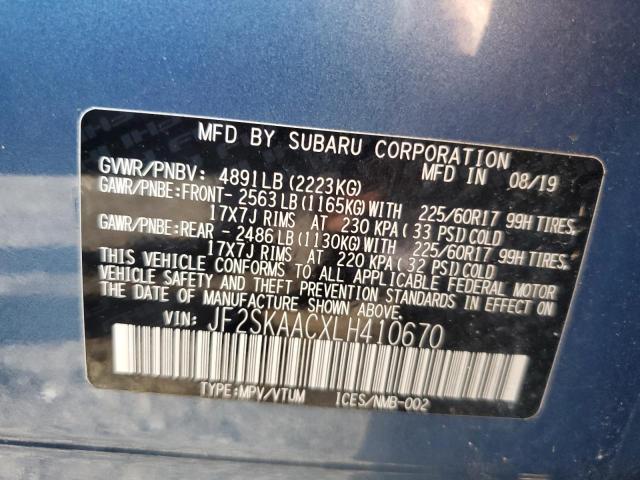 MFD BY SUBARU CORPORATION
GVWR/PNBV: 4891LB (2223KG) MFD IN 08/19
GAWR/PNBE:FRONT- 2563LB (1165KG)WITH 225/60R17 99H TIRES,
17X7J RIMS AT 230 KPA (33 PSI)COLD
GAWR/PNBE:REAR - 2486LB (1130KG)WITH 225/60R17 99H TIRES,
17X7J RIMS AT 220 KPA (32 PSI)COLD
THIS VEHICLE CONFORMS TO ALL APPLICABLE FEDERAL MOTOR
VEHICLE SAFETY AND THEFT PREVENTION STANDARDS IN EFFECT ON
THE DATE OF MANUFACTURE SHOWN ABOVE.
VIN: JF2SKAACXLH410670
TYPE:MPV/VTUM ICES/NMB-002